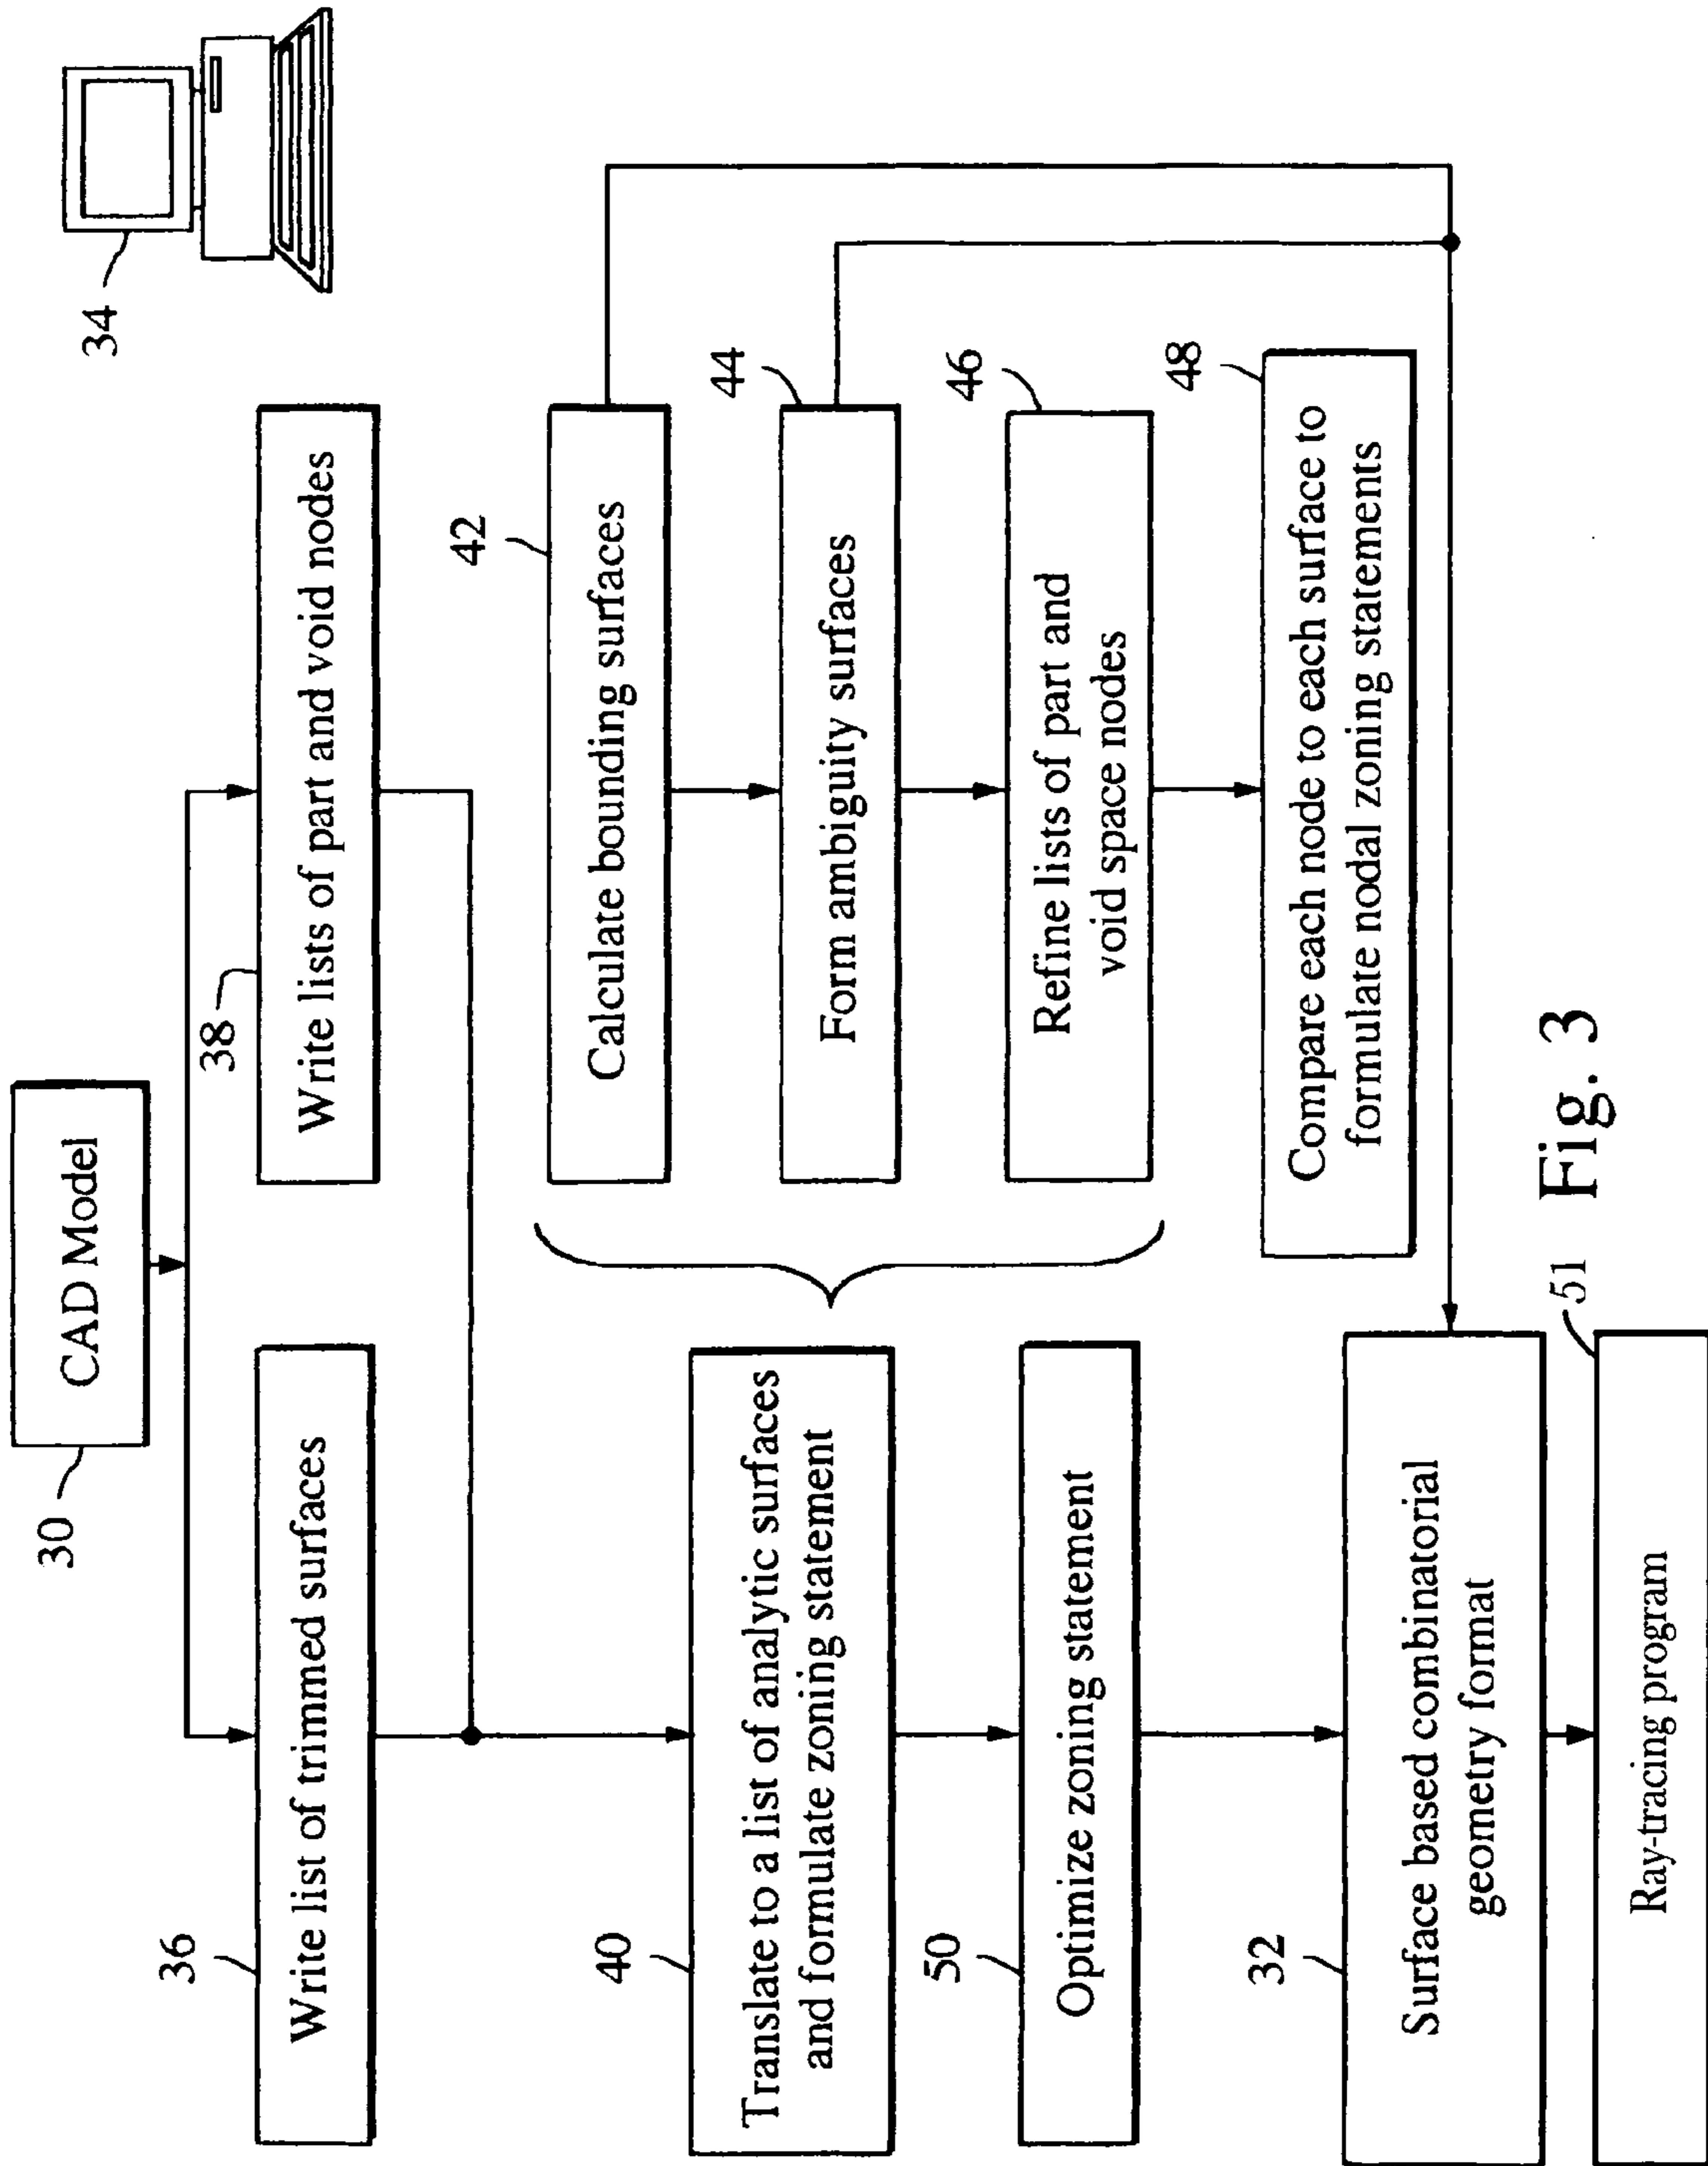 30
CAD Model
34
36
Write list of trimmed surfaces
38
Write lists of part and void nodes
40
Translate to a list of analytic surfaces
and formulate zoning statement
42
Calculate bounding surfaces
44
Form ambiguity surfaces
46
Refine lists of part and
void space nodes
48
Compare each node to each surface to
formulate nodal zoning statements
50
Optimize zoning statement
32
Surface based combinatorial
geometry format
51
Ray-tracing program
Fig. 3